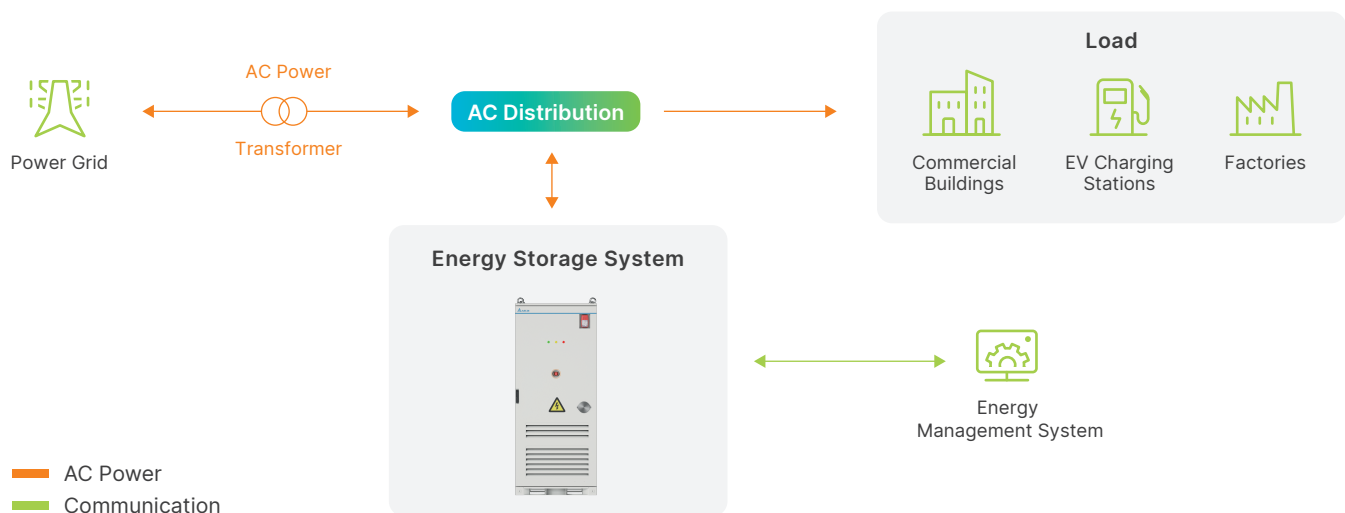 Load
AC Power
AC Distribution
Power Grid
Transformer
Commercial
Buildings
EV Charging
Stations
Factories
Energy Storage System
Energy
Management System
AC Power
Communication